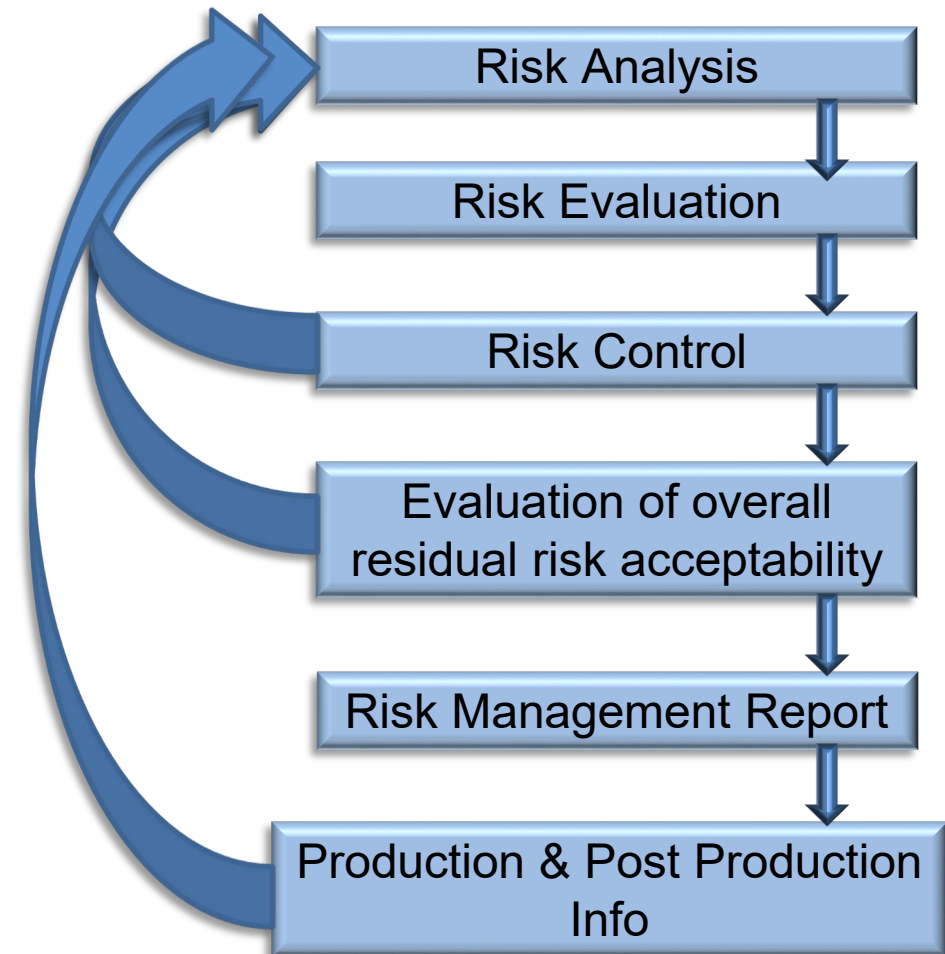 Risk Analysis
Risk Evaluation
Risk Control
Evaluation of overall
residual risk acceptability
Risk Management Report
Production & Post Production
Info